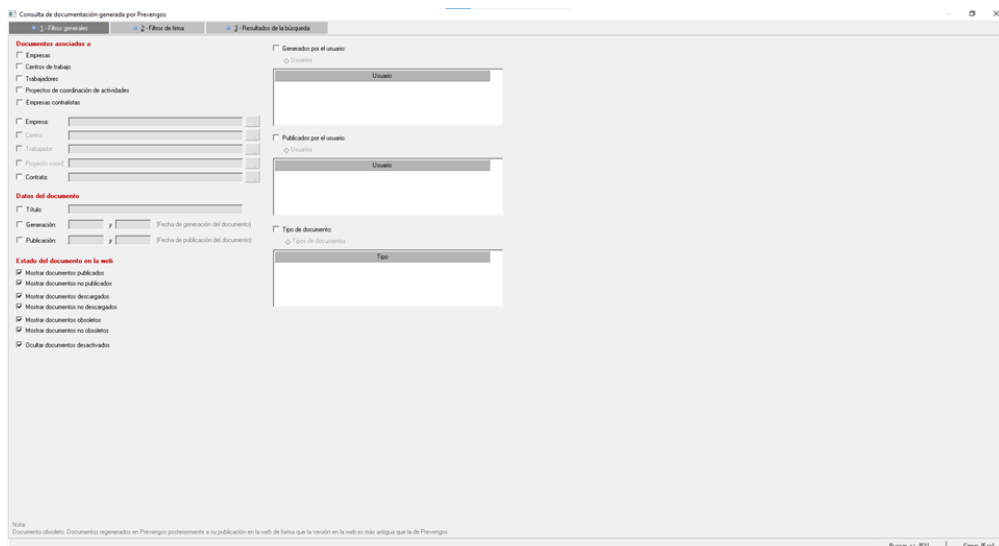 Consulta de documentación generada por Prevengos
1 - Filtros generales
2 - Filtros de firma
3 - Resultados de la búsqueda
Documentos asociados a
Empresas
Centros de trabajo
Trabajadores
Proyectos de coordinación de actividades
Empresas contratistas
Empresa:
Centro:
Trabajador:
Proyecto coord:
Contrata:
Datos del documento
Título:
Generación: y (Fecha de generación del documento)
Publicación: y (Fecha de publicación del documento)
Estado del documento en la web
Mostrar documentos publicados
Mostrar documentos no publicados
Mostrar documentos descargados
Mostrar documentos no descargados
Mostrar documentos obsoletos
Mostrar documentos no obsoletos
Ocultar documentos desactivados
Generados por el usuario:
Usuarios
Usuario
Publicados por el usuario:
Usuarios
Usuario
Tipo de documento:
Tipos de documentos
Tipo
Nota:
Documento obsoleto. Documentos regenerados en Prevengos posteriormente a su publicación en la web de forma que la versión en la web es más antigua que la de Prevengos